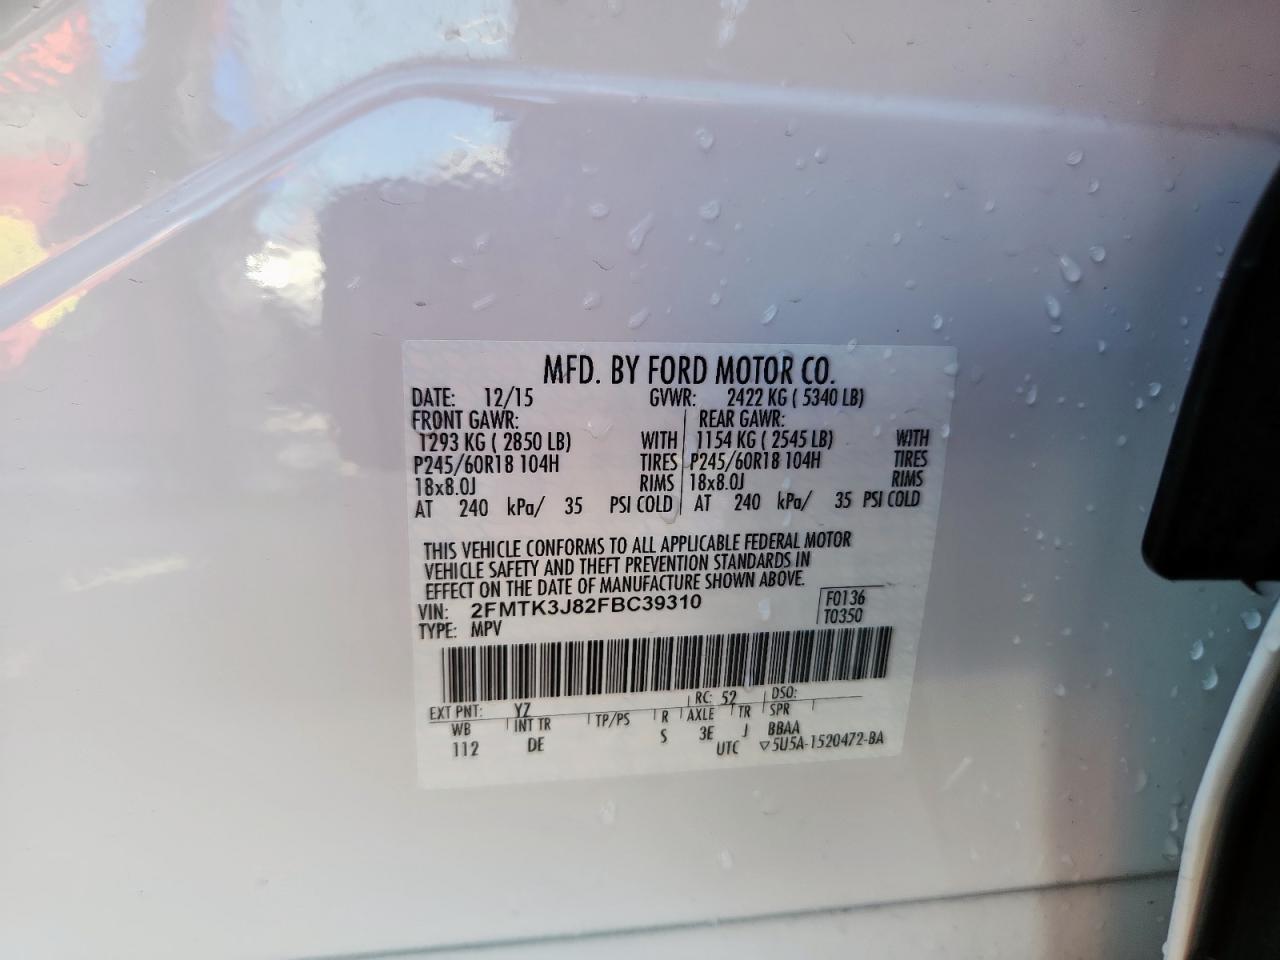 MFD. BY FORD MOTOR CO.
DATE: 12/15 GVWR: 2422 KG ( 5340 LB)
FRONT GAWR: REAR GAWR:
1293 KG ( 2850 LB) WITH 1154 KG ( 2545 LB) WITH
P245/60R18 104H TIRES P245/60R18 104H TIRES
18x8.0J RIMS 18x8.0J RIMS
AT 240 kPa/ 35 PSI COLD AT 240 kPa/ 35 PSI COLD
THIS VEHICLE CONFORMS TO ALL APPLICABLE FEDERAL MOTOR
VEHICLE SAFETY AND THEFT PREVENTION STANDARDS IN
EFFECT ON THE DATE OF MANUFACTURE SHOWN ABOVE.
VIN: 2FMTK3J82FBC39310 F0136
TYPE: MPV T0350
EXT PNT: YZ RC: 52 DSO:
WB INT TR TP/PS R AXLE TR SPR
112 DE S 3E J BBAA
UTC ▽5U5A-1520472-BA